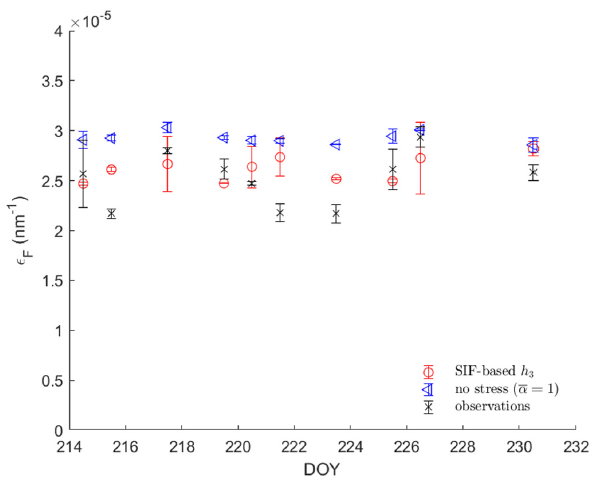 ×10⁻⁵
4
3.5
3
2.5
2
1.5
1
0.5
0
ϵ_F (nm⁻¹)
SIF-based h₃
no stress (α̅ = 1)
observations
214 216 218 220 222 224 226 228 230 232
DOY